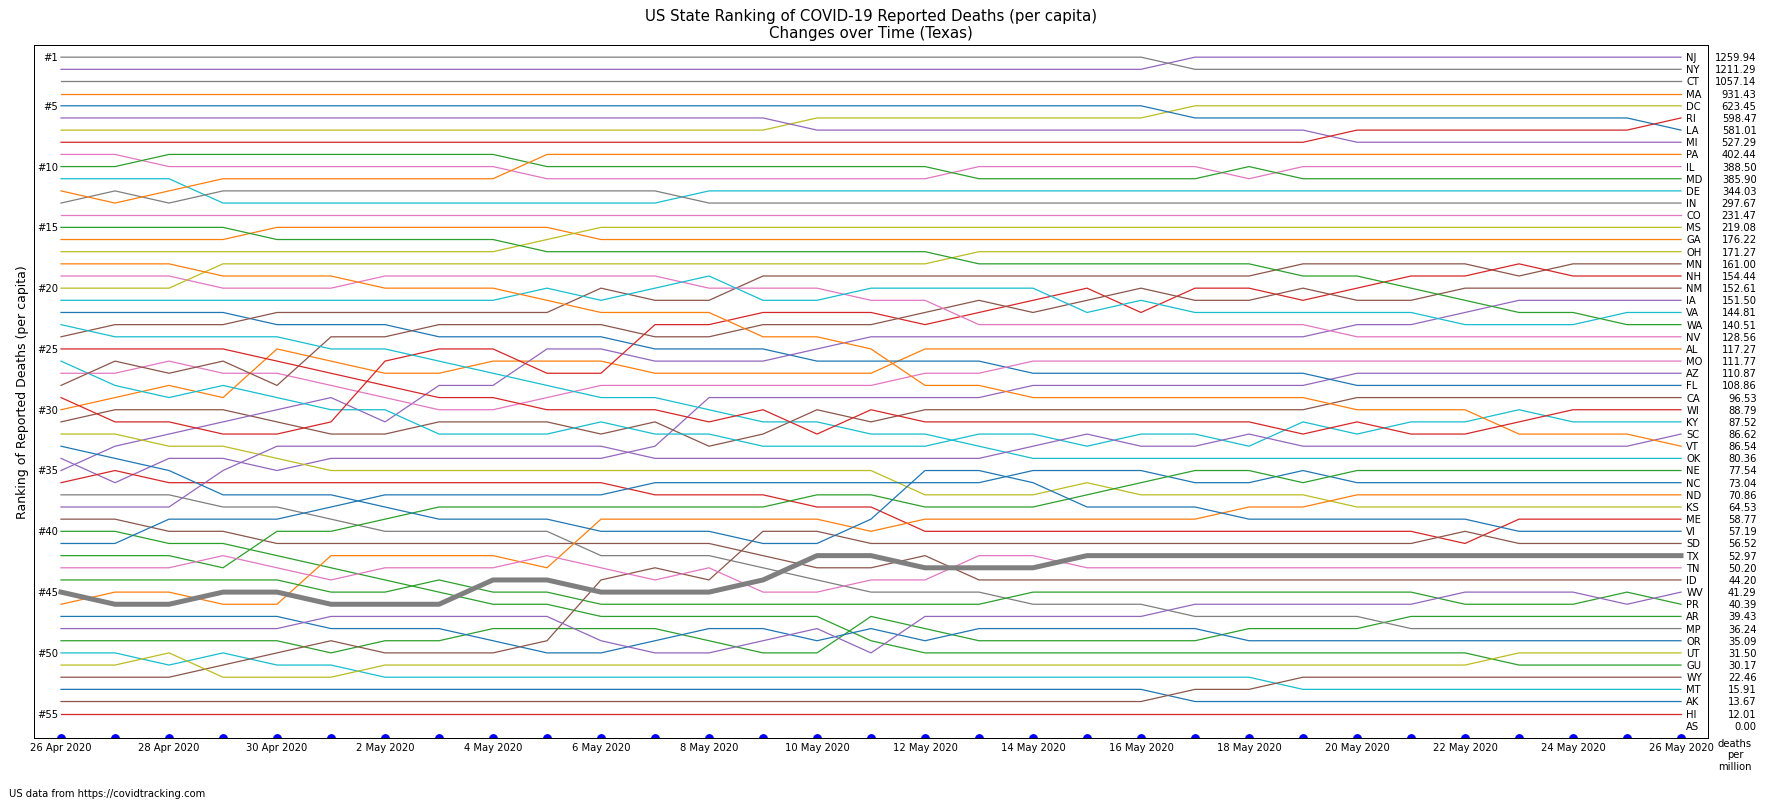 US State Ranking of COVID-19 Reported Deaths (per capita)
Changes over Time (Texas)
Ranking of Reported Deaths (per capita)
#1
#5
#10
#15
#20
#25
#30
#35
#40
#45
#50
#55
NJ 1259.94
NY 1211.29
CT 1057.14
MA 931.43
DC 623.45
RI 598.47
LA 581.01
MI 527.29
PA 402.44
IL 388.50
MD 385.90
DE 344.03
IN 297.67
CO 231.47
MS 219.08
GA 176.22
OH 171.27
MN 161.00
NH 154.44
NM 152.61
IA 151.50
VA 144.81
WA 140.51
NV 128.56
AL 117.27
MO 111.77
AZ 110.87
FL 108.86
CA 96.53
WI 88.79
KY 87.52
SC 86.62
VT 86.54
OK 80.36
NE 77.54
NC 73.04
ND 70.86
KS 64.53
ME 58.77
VI 57.19
SD 56.52
TX 52.97
TN 50.20
ID 44.20
WV 41.29
PR 40.39
AR 39.43
MP 36.24
OR 35.09
UT 31.50
GU 30.17
WY 22.46
MT 15.91
AK 13.67
HI 12.01
AS 0.00
26 Apr 2020 28 Apr 2020 30 Apr 2020 2 May 2020 4 May 2020 6 May 2020 8 May 2020 10 May 2020 12 May 2020 14 May 2020 16 May 2020 18 May 2020 20 May 2020 22 May 2020 24 May 2020 26 May 2020
deaths
per
million
US data from https://covidtracking.com